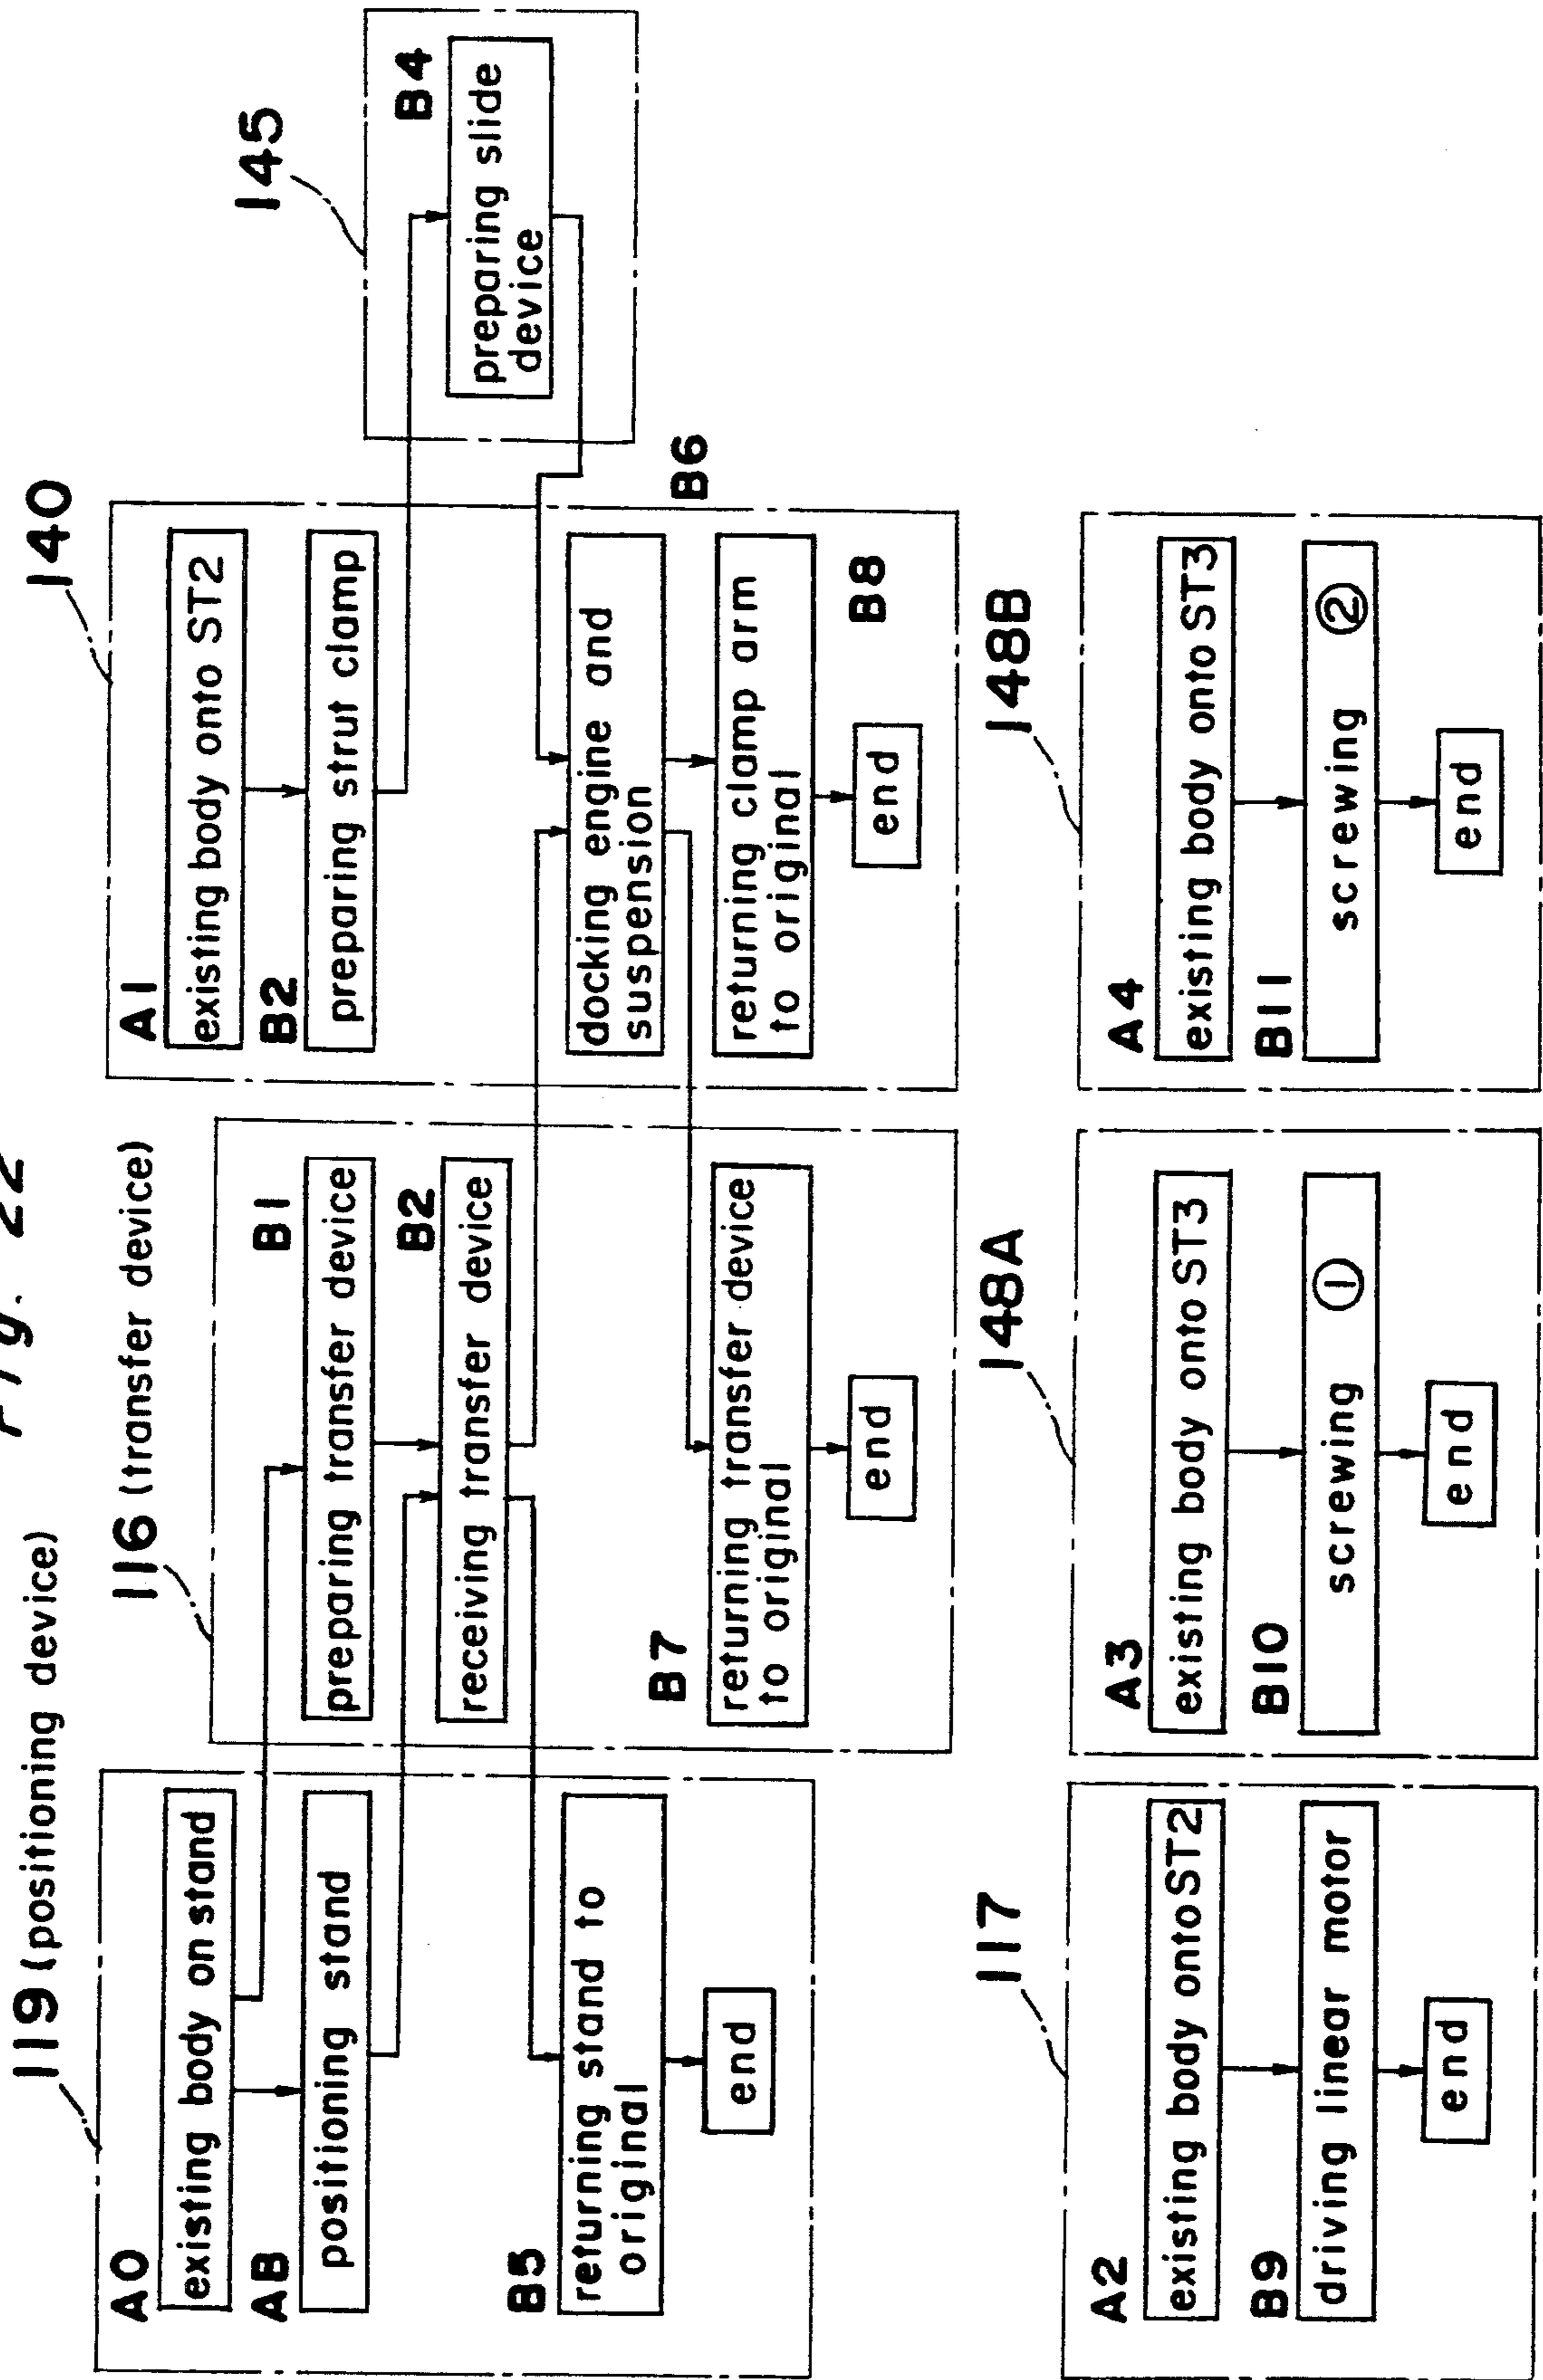 Fig. 22
119 (positioning device)
A0
existing body on stand
AB
positioning stand
B5
returning stand to
original
end
116 (transfer device)
B1
preparing transfer device
B2
receiving transfer device
B7
returning transfer device
to original
end
140
A1
existing body onto ST2
B2
preparing strut clamp
B6
docking engine and
suspension
returning clamp arm
to original
B8
end
145
B4
preparing slide
device
117
A2
existing body onto ST2
B9
driving linear motor
end
148A
A3
existing body onto ST3
B10
screwing ①
end
148B
A4
existing body onto ST3
B11
screwing ②
end